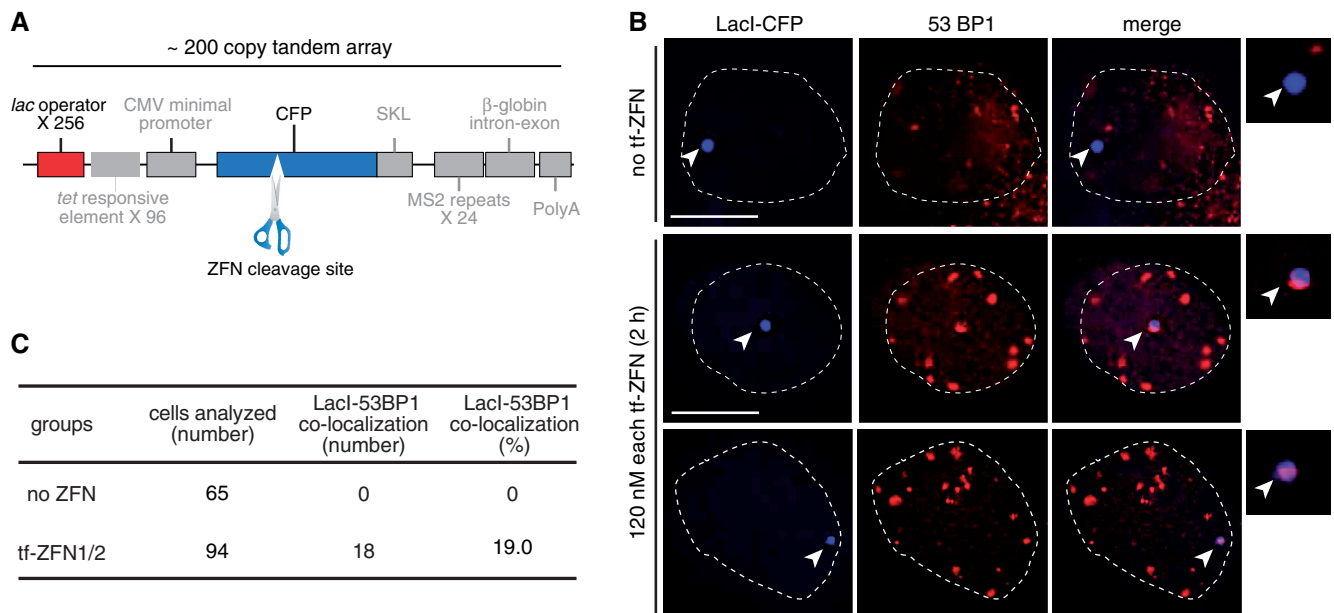 A
~ 200 copy tandem array
lac operator
X 256
CMV minimal
promoter
CFP
SKL
β-globin
intron-exon
tet responsive
element X 96
MS2 repeats
X 24
PolyA
ZFN cleavage site
B
LacI-CFP
53 BP1
merge
no tf-ZFN
120 nM each tf-ZFN (2 h)
C
groups
cells analyzed
(number)
LacI-53BP1
co-localization
(number)
LacI-53BP1
co-localization
(%)
no ZFN
65
0
0
tf-ZFN1/2
94
18
19.0